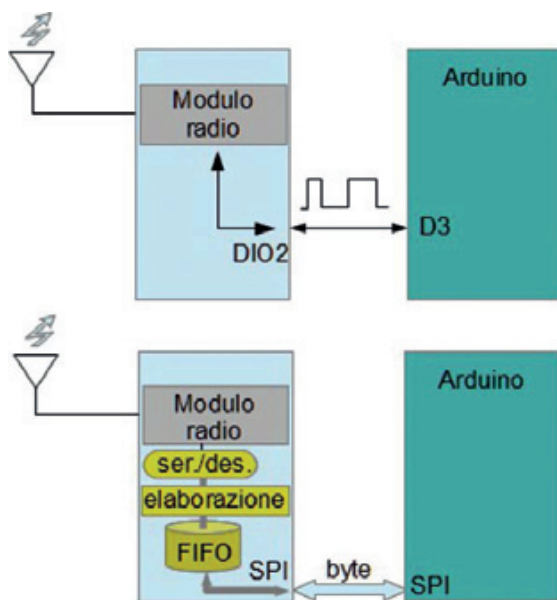 Modulo
radio
DIO2
Arduino
D3
Modulo
radio
ser./des.
elaborazione
FIFO
SPI
byte
Arduino
SPI